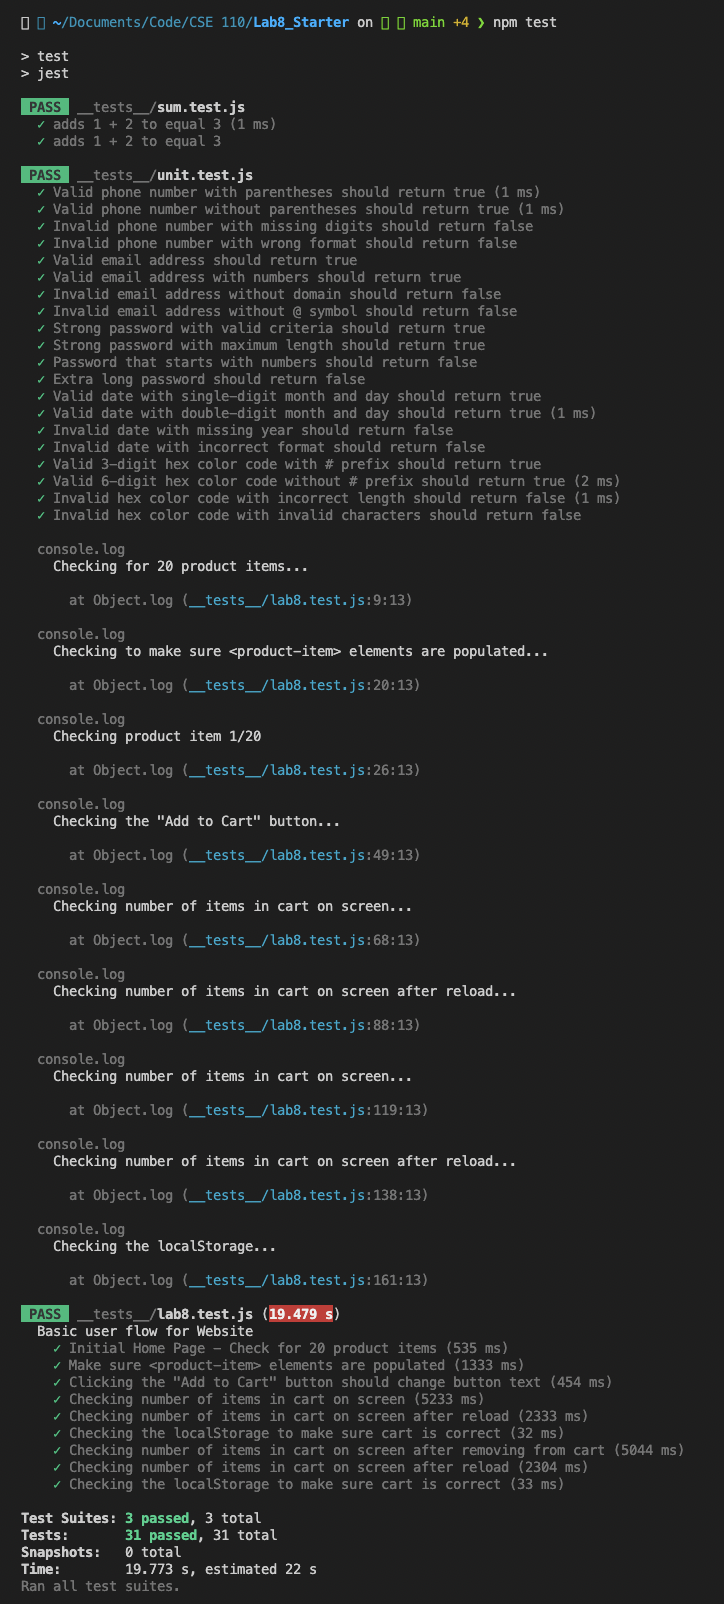 ~/Documents/Code/CSE 110/Lab8_Starter on main +4 ❯ npm test
> test
> jest
PASS __tests__/sum.test.js
✓ adds 1 + 2 to equal 3 (1 ms)
✓ adds 1 + 2 to equal 3
PASS __tests__/unit.test.js
✓ Valid phone number with parentheses should return true (1 ms)
✓ Valid phone number without parentheses should return true (1 ms)
✓ Invalid phone number with missing digits should return false
✓ Invalid phone number with wrong format should return false
✓ Valid email address should return true
✓ Valid email address with numbers should return true
✓ Invalid email address without domain should return false
✓ Invalid email address without @ symbol should return false
✓ Strong password with valid criteria should return true
✓ Strong password with maximum length should return true
✓ Password that starts with numbers should return false
✓ Extra long password should return false
✓ Valid date with single-digit month and day should return true
✓ Valid date with double-digit month and day should return true (1 ms)
✓ Invalid date with missing year should return false
✓ Invalid date with incorrect format should return false
✓ Valid 3-digit hex color code with # prefix should return true
✓ Valid 6-digit hex color code without # prefix should return true (2 ms)
✓ Invalid hex color code with incorrect length should return false (1 ms)
✓ Invalid hex color code with invalid characters should return false
console.log
Checking for 20 product items...
at Object.log (__tests__/lab8.test.js:9:13)
console.log
Checking to make sure <product-item> elements are populated...
at Object.log (__tests__/lab8.test.js:20:13)
console.log
Checking product item 1/20
at Object.log (__tests__/lab8.test.js:26:13)
console.log
Checking the "Add to Cart" button...
at Object.log (__tests__/lab8.test.js:49:13)
console.log
Checking number of items in cart on screen...
at Object.log (__tests__/lab8.test.js:68:13)
console.log
Checking number of items in cart on screen after reload...
at Object.log (__tests__/lab8.test.js:88:13)
console.log
Checking number of items in cart on screen...
at Object.log (__tests__/lab8.test.js:119:13)
console.log
Checking number of items in cart on screen after reload...
at Object.log (__tests__/lab8.test.js:138:13)
console.log
Checking the localStorage...
at Object.log (__tests__/lab8.test.js:161:13)
PASS __tests__/lab8.test.js (19.479 s)
Basic user flow for Website
✓ Initial Home Page - Check for 20 product items (535 ms)
✓ Make sure <product-item> elements are populated (1333 ms)
✓ Clicking the "Add to Cart" button should change button text (454 ms)
✓ Checking number of items in cart on screen (5233 ms)
✓ Checking number of items in cart on screen after reload (2333 ms)
✓ Checking the localStorage to make sure cart is correct (32 ms)
✓ Checking number of items in cart on screen after removing from cart (5044 ms)
✓ Checking number of items in cart on screen after reload (2304 ms)
✓ Checking the localStorage to make sure cart is correct (33 ms)
Test Suites: 3 passed, 3 total
Tests: 31 passed, 31 total
Snapshots: 0 total
Time: 19.773 s, estimated 22 s
Ran all test suites.